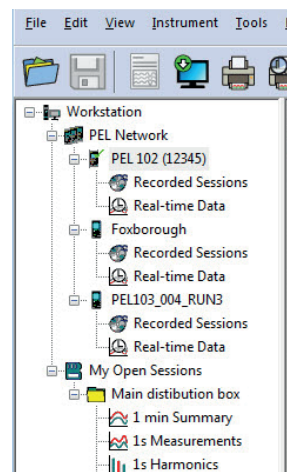 File Edit View Instrument Tools
Workstation
PEL Network
PEL 102 (12345)
Recorded Sessions
Real-time Data
Foxborough
Recorded Sessions
Real-time Data
PEL103_004_RUN3
Recorded Sessions
Real-time Data
My Open Sessions
Main distibution box
1 min Summary
1s Measurements
1s Harmonics